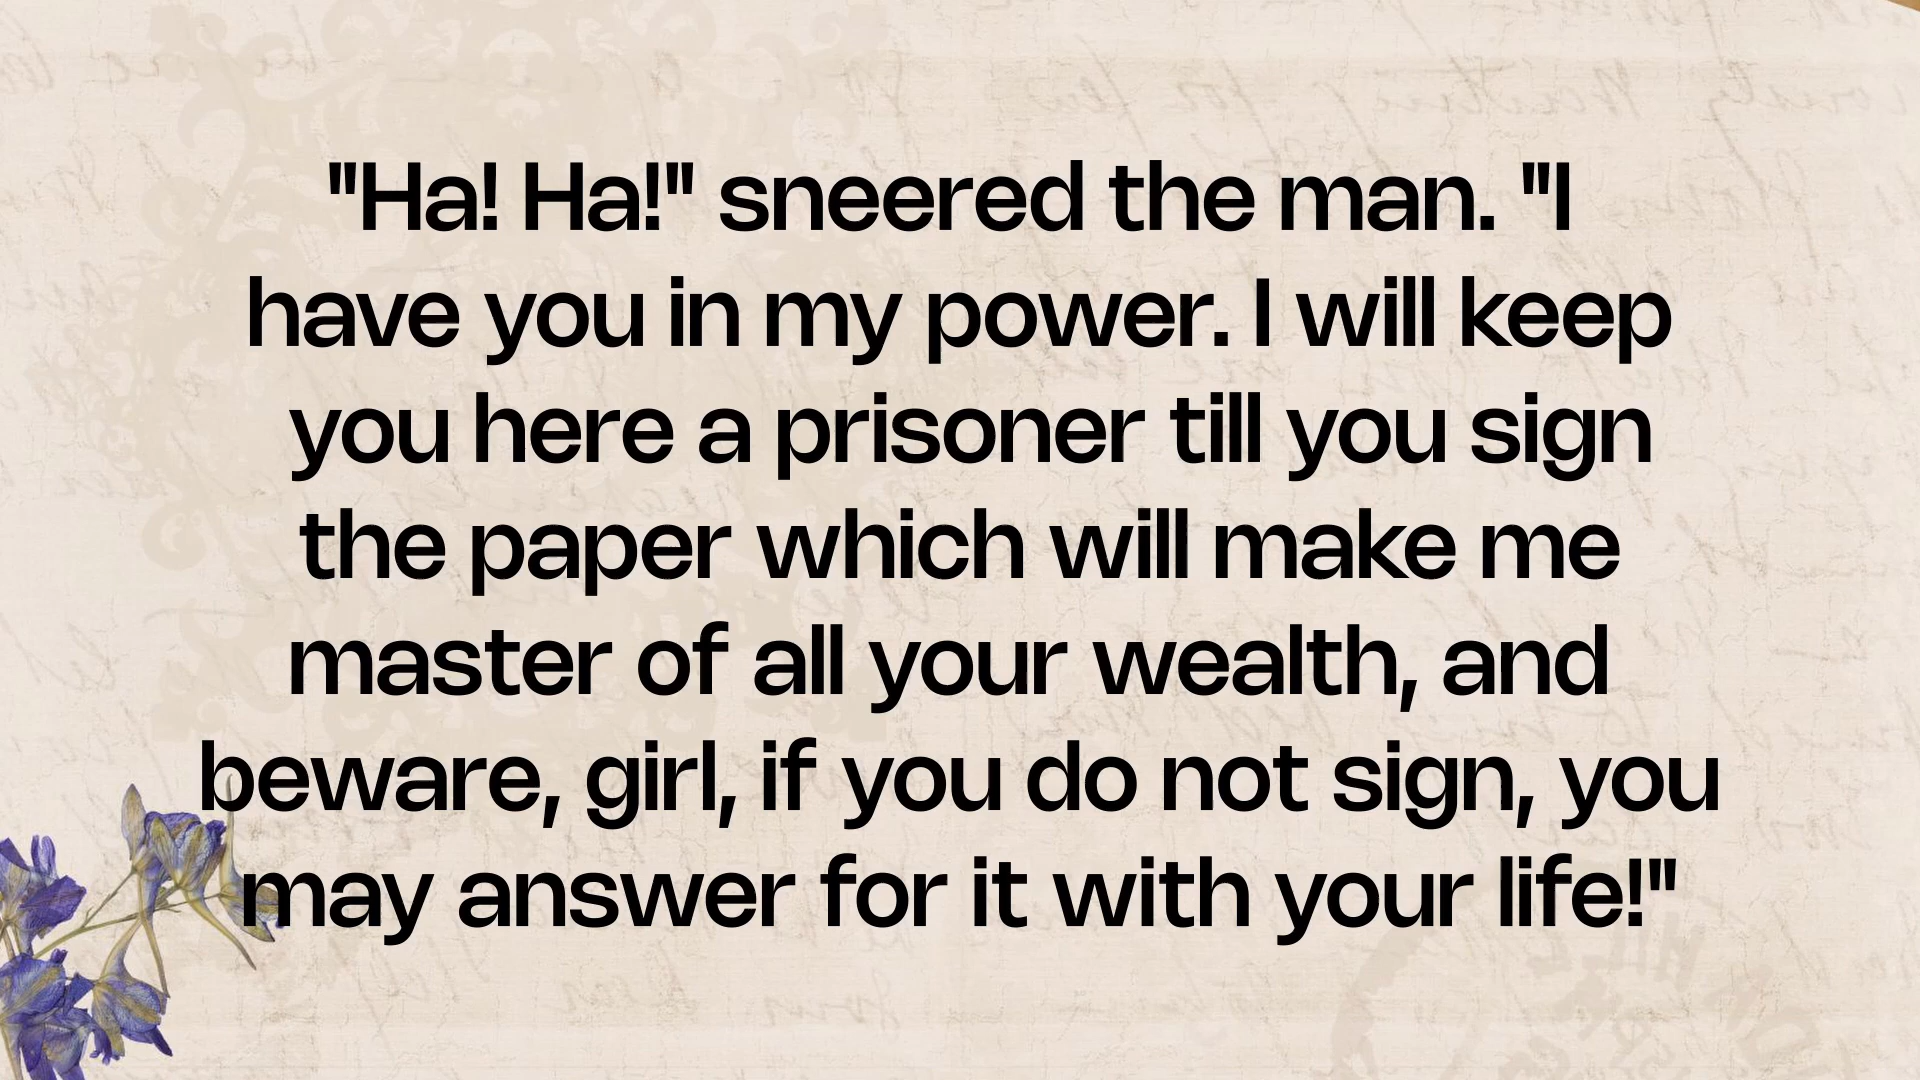 "Ha! Ha!" sneered the man. "I
have you in my power. I will keep
you here a prisoner till you sign
the paper which will make me
master of all your wealth, and
beware, girl, if you do not sign, you
may answer for it with your life!"